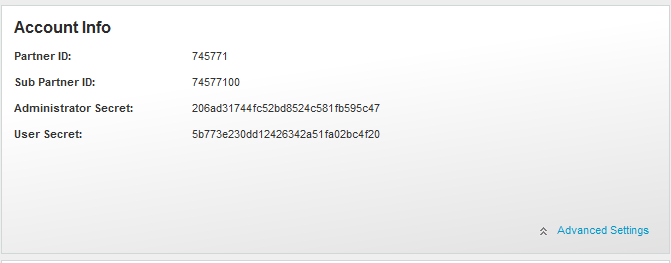 Account Info
Partner ID: 745771
Sub Partner ID: 74577100
Administrator Secret: 206ad31744fc52bd8524c581fb595c47
User Secret: 5b773e230dd12426342a51fa02bc4f20
Advanced Settings